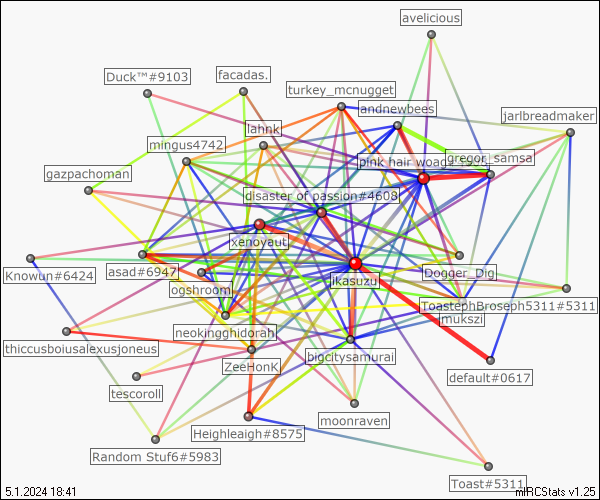 avelicious
Duck™#9103
facadas.
turkey_mcnugget
andnewbees
jarlbreadmaker
lahnk
mingus4742
pink hair woags
gregor_samsa
gazpachoman
disaster of passion#4608
xenoyaut
Knowun#6424
asad#6947
ikasuzu
Dogger_Dig
ogshroom
ToastephBroseph5311#5311
mukszi
neokingghidorah
thiccusboiusalexusjoneus
bigcitysamurai
ZeeHonK
default#0617
tescoroll
moonraven
Heighleagh#8575
Random Stuf6#5983
Toast#5311
5.1.2024 18:41
mIRCStats v1.25